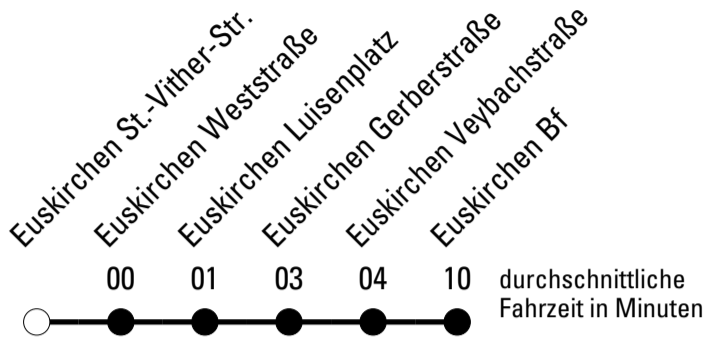 Euskirchen St.-Vither-Str.
Euskirchen Weststraße
Euskirchen Luisenplatz
Euskirchen Gerberstraße
Euskirchen Veybachstraße
Euskirchen Bf
00 01 03 04 10 durchschnittliche
Fahrzeit in Minuten